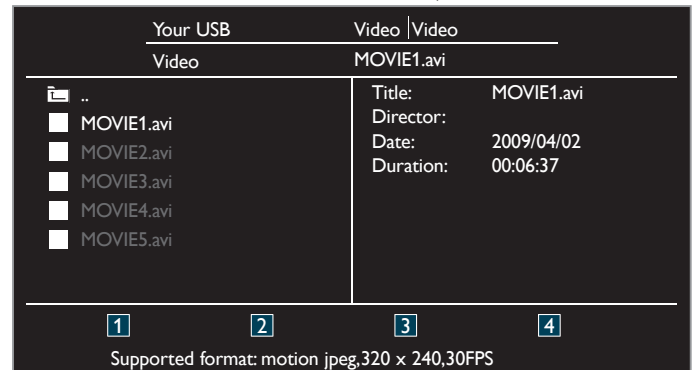 Your USB Video | Video
Video MOVIE1.avi
..
MOVIE1.avi
MOVIE2.avi
MOVIE3.avi
MOVIE4.avi
MOVIE5.avi
Title: MOVIE1.avi
Director:
Date: 2009/04/02
Duration: 00:06:37
1 2 3 4
Supported format: motion jpeg,320 x 240,30FPS